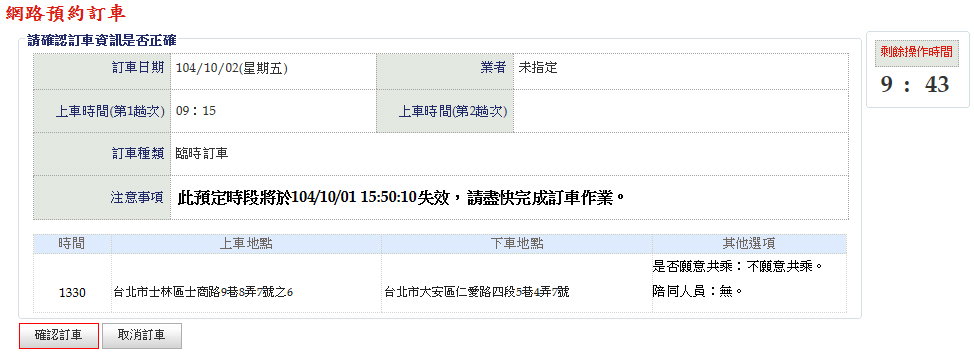 網路預約訂車
請確認訂車資訊是否正確
訂車日期 104/10/02(星期五) 業者 未指定
上車時間(第1趟次) 09：15 上車時間(第2趟次)
訂車種類 臨時訂車
注意事項 此預定時段將於104/10/01 15:50:10失效，請盡快完成訂車作業。
時間 上車地點 下車地點 其他選項
1330 台北市士林區士商路9巷8弄7號之6 台北市大安區仁愛路四段5巷4弄7號 是否願意共乘：不願意共乘。
陪同人員：無。
確認訂車 取消訂車
剩餘操作時間
9：43